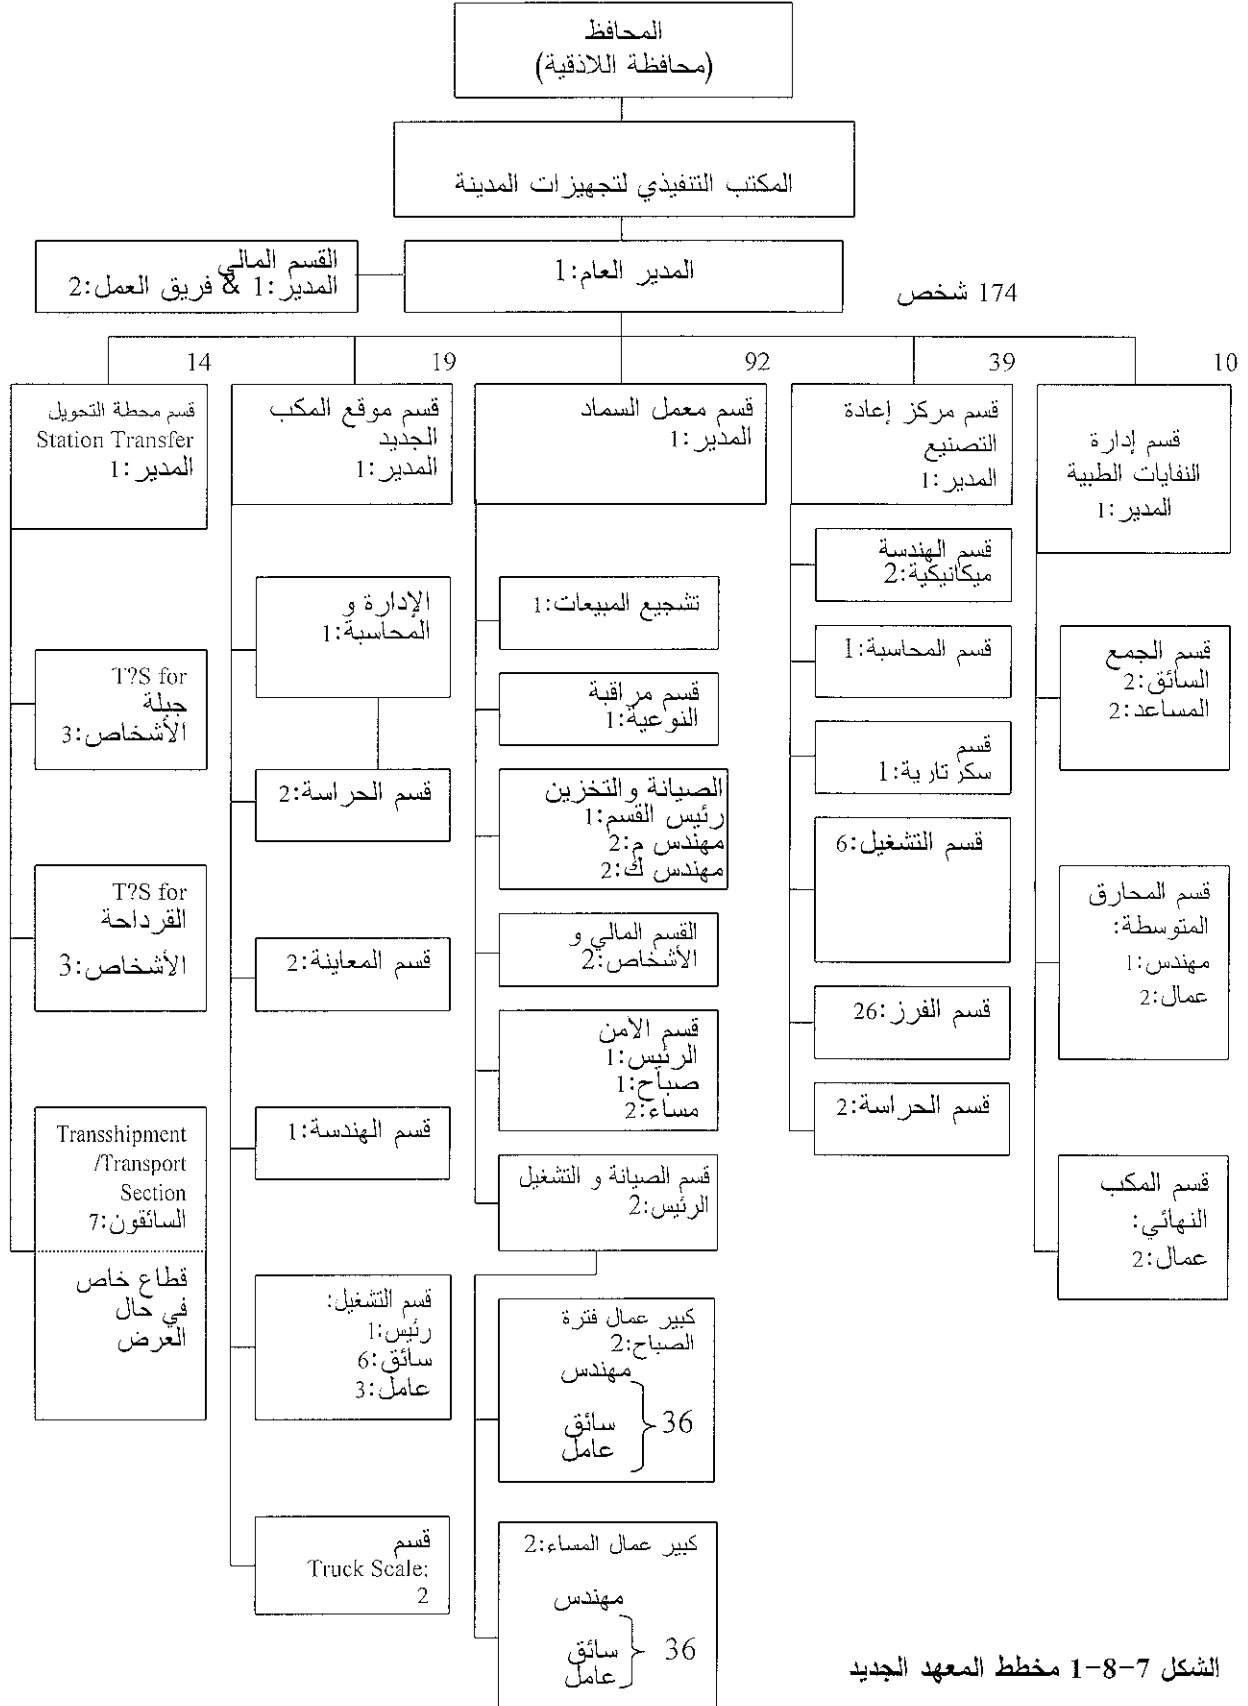 المحافظ
(محافظة اللاذقية)
المكتب التنفيذي لتجهيزات المدينة
المدير العام:1
القسم المالي
المدير:1 & فريق العمل:2
174 شخص
10
39
92
19
14
قسم إدارة
النفايات الطبية
المدير:1
قسم الجمع
السائق:2
المساعد:2
قسم المحارق
المتوسطة:
مهندس:1
عمال:2
قسم المكب
النهائي:
عمال:2
قسم مركز إعادة
التصنيع
المدير:1
قسم الهندسة
ميكانيكية:2
قسم المحاسبة:1
قسم
سكرتارية:1
قسم التشغيل:6
قسم الفرز:26
قسم الحراسة:2
قسم معمل السماد
المدير:1
تشجيع المبيعات:1
قسم مراقبة
النوعية:1
الصيانة والتخزين
رئيس القسم:1
مهندس م:2
مهندس ك:2
القسم المالي و
الأشخاص:2
قسم الأمن
الرئيس:1
صباح:1
مساء:2
قسم الصيانة و التشغيل
الرئيس:2
كبير عمال فترة
الصباح:2
مهندس
سائق
عامل
36
كبير عمال المساء:2
مهندس
سائق
عامل
36
قسم موقع المكب
الجديد
المدير:1
الإدارة و
المحاسبة:1
قسم الحراسة:2
قسم المعاينة:2
قسم الهندسة:1
قسم التشغيل:
رئيس:1
سائق:6
عامل:3
قسم
Truck Scale:
2
قسم محطة التحويل
Station Transfer
المدير:1
T?S for
جبلة
الأشخاص:3
T?S for
القرداحة
الأشخاص:3
Transshipment
/Transport
Section
السائقون:7
قطاع خاص
في حال
العرض
الشكل 7-8-1 مخطط المعهد الجديد